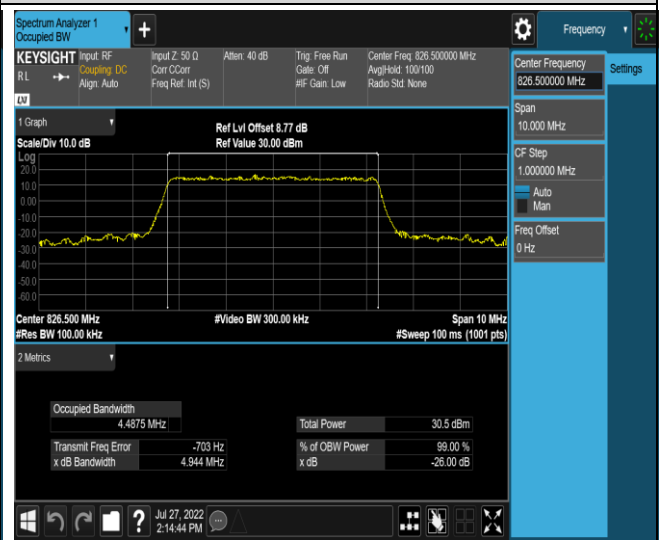 Spectrum Analyzer 1
Occupied BW
+
Frequency
KEYSIGHT Input: RF Input Z: 50 Ω Atten: 40 dB Trig: Free Run Center Freq: 826.500000 MHz
RL Coupling: DC Corr CCorr Gate: Off Avg|Hold: 100/100
Align: Auto Freq Ref: Int (S) #IF Gain: Low Radio Std: None
LXI
Center Frequency
826.500000 MHz
Settings
Span
10.000 MHz
CF Step
1.000000 MHz
Auto
Man
Freq Offset
0 Hz
1 Graph
Ref Lvl Offset 8.77 dB
Scale/Div 10.0 dB Ref Value 30.00 dBm
Log
20.0
10.0
0.00
-10.0
-20.0
-30.0
-40.0
-50.0
-60.0
Center 826.500 MHz #Video BW 300.00 kHz Span 10 MHz
#Res BW 100.00 kHz #Sweep 100 ms (1001 pts)
2 Metrics
Occupied Bandwidth
4.4875 MHz Total Power 30.5 dBm
Transmit Freq Error -703 Hz % of OBW Power 99.00 %
x dB Bandwidth 4.944 MHz x dB -26.00 dB
? Jul 27, 2022
2:14:44 PM